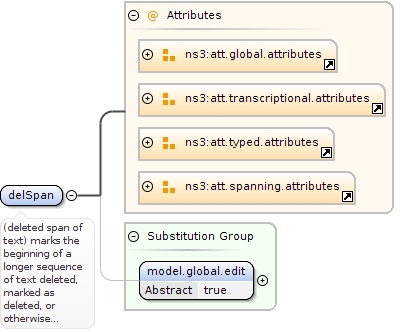 @ Attributes
ns3:att.global.attributes
ns3:att.transcriptional.attributes
ns3:att.typed.attributes
ns3:att.spanning.attributes
delSpan
(deleted span of
text) marks the
beginning of a
longer sequence
of text deleted,
marked as
deleted, or
otherwise...
Substitution Group
model.global.edit
Abstract true